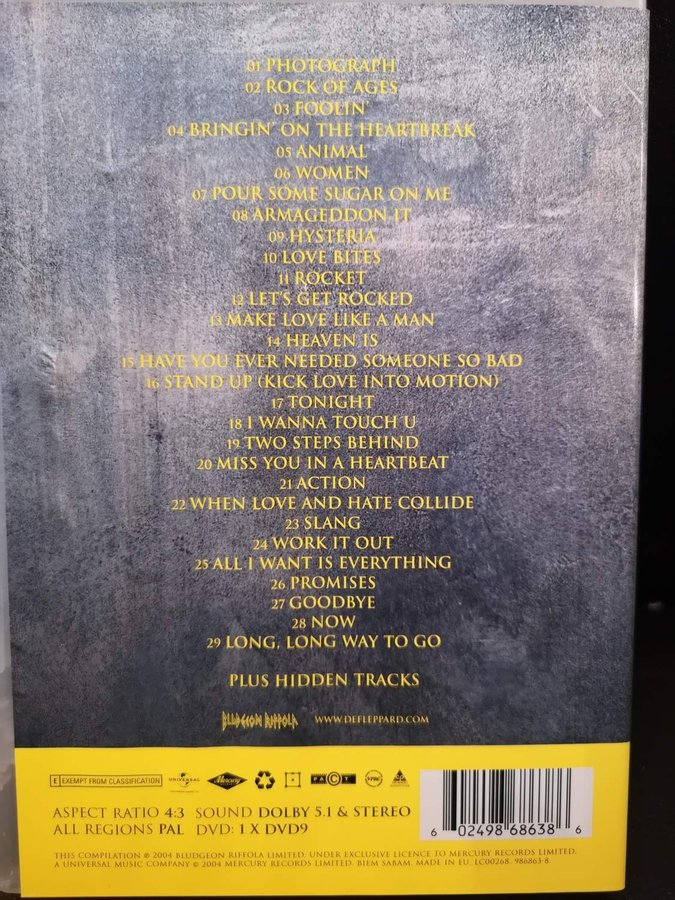 01 PHOTOGRAPH
02 ROCK OF AGES
03 FOOLIN'
04 BRINGIN' ON THE HEARTBREAK
05 ANIMAL
06 WOMEN
07 POUR SOME SUGAR ON ME
08 ARMAGEDDON IT
09 HYSTERIA
10 LOVE BITES
11 ROCKET
12 LET'S GET ROCKED
13 MAKE LOVE LIKE A MAN
14 HEAVEN IS
15 HAVE YOU EVER NEEDED SOMEONE SO BAD
16 STAND UP (KICK LOVE INTO MOTION)
17 TONIGHT
18 I WANNA TOUCH U
19 TWO STEPS BEHIND
20 MISS YOU IN A HEARTBEAT
21 ACTION
22 WHEN LOVE AND HATE COLLIDE
23 SLANG
24 WORK IT OUT
25 ALL I WANT IS EVERYTHING
26 PROMISES
27 GOODBYE
28 NOW
29 LONG, LONG WAY TO GO
PLUS HIDDEN TRACKS
BLUDGEON RIFFOLA WWW.DEFLEPPARD.COM
E EXEMPT FROM CLASSIFICATION UNIVERSAL Mercury PACT
ASPECT RATIO 4:3 SOUND DOLBY 5.1 & STEREO
ALL REGIONS PAL DVD: 1 X DVD9
6 02498 68638 6
THIS COMPILATION ℗ 2004 BLUDGEON RIFFOLA LIMITED. UNDER EXCLUSIVE LICENCE TO MERCURY RECORDS LIMITED.
A UNIVERSAL MUSIC COMPANY © 2004 MERCURY RECORDS LIMITED. BIEM SABAM. MADE IN EU. LC00268. 986863-8.